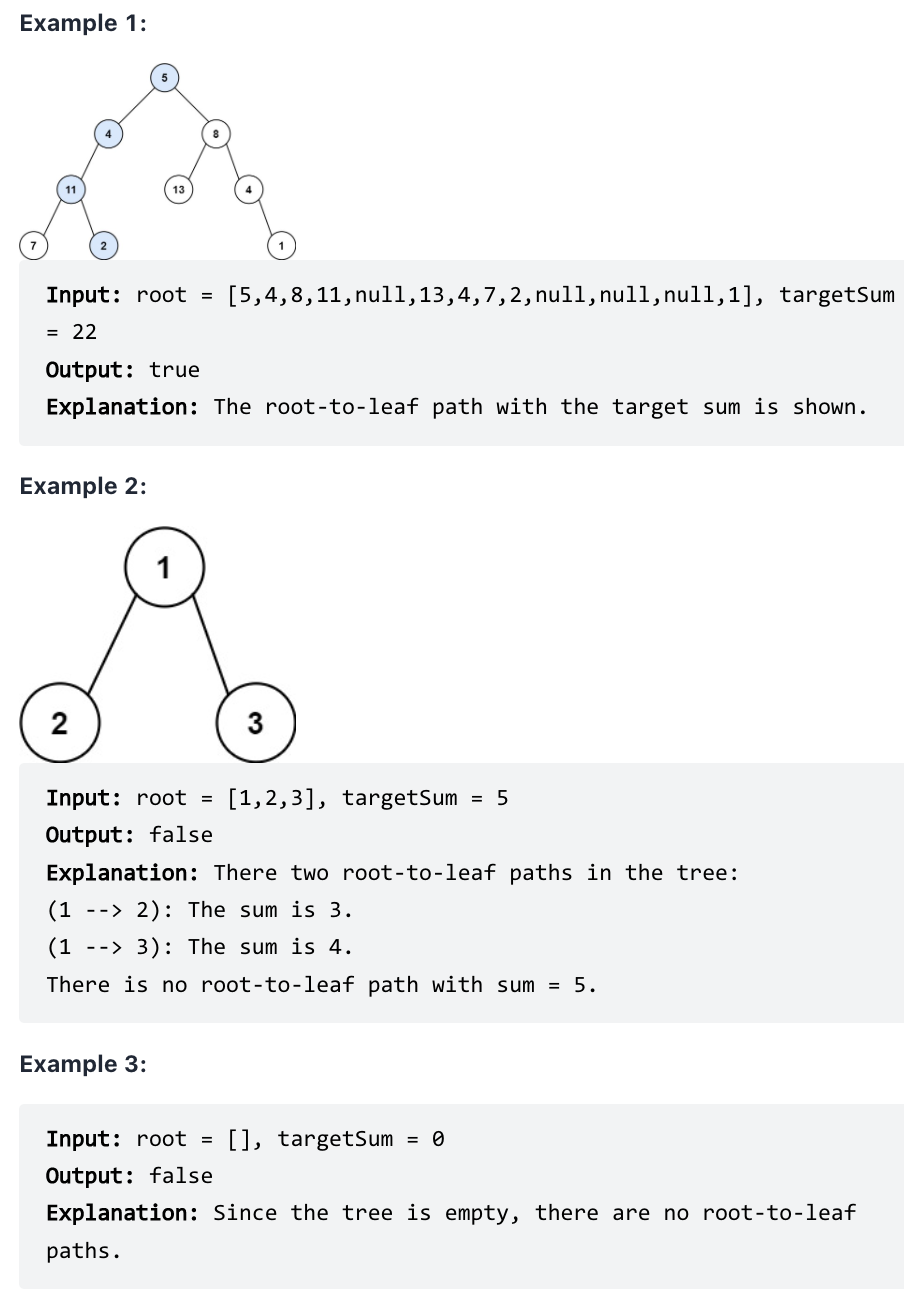 Example 1:
5
4
8
11
13
4
7
2
1
Input: root = [5,4,8,11,null,13,4,7,2,null,null,null,1], targetSum
= 22
Output: true
Explanation: The root-to-leaf path with the target sum is shown.
Example 2:
1
2
3
Input: root = [1,2,3], targetSum = 5
Output: false
Explanation: There two root-to-leaf paths in the tree:
(1 --> 2): The sum is 3.
(1 --> 3): The sum is 4.
There is no root-to-leaf path with sum = 5.
Example 3:
Input: root = [], targetSum = 0
Output: false
Explanation: Since the tree is empty, there are no root-to-leaf
paths.